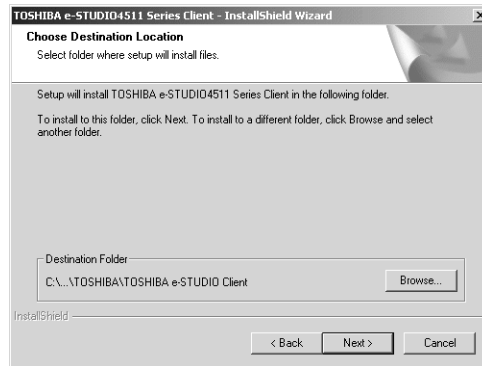 TOSHIBA e-STUDIO4511 Series Client - InstallShield Wizard
Choose Destination Location
Select folder where setup will install files.
Setup will install TOSHIBA e-STUDIO4511 Series Client in the following folder.
To install to this folder, click Next. To install to a different folder, click Browse and select
another folder.
Destination Folder
C:\...\TOSHIBA\TOSHIBA e-STUDIO Client
Browse...
InstallShield
< Back
Next >
Cancel